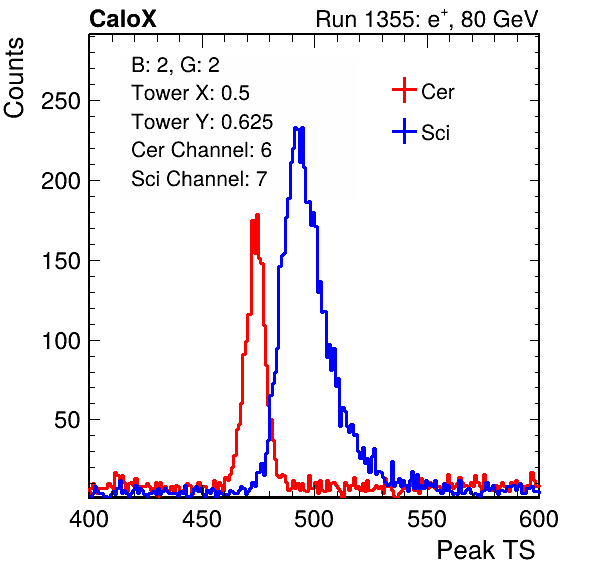 CaloX Run 1355: e⁺, 80 GeV
Counts
B: 2, G: 2
Tower X: 0.5
Tower Y: 0.625
Cer Channel: 6
Sci Channel: 7
Cer
Sci
250
200
150
100
50
400 450 500 550 600
Peak TS